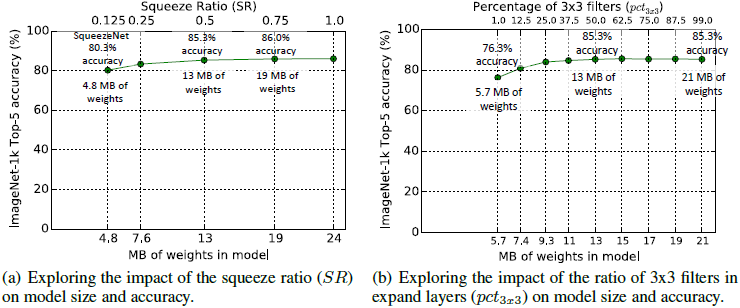 Squeeze Ratio (SR)
0.125 0.25 0.5 0.75 1.0
100
80
60
40
20
0
ImageNet-1k Top-5 accuracy (%)
SqueezeNet
80.3%
accuracy
4.8 MB of
weights
85.3%
accuracy
13 MB of
weights
86.0%
accuracy
19 MB of
weights
4.8 7.6 13 19 24
MB of weights in model
(a) Exploring the impact of the squeeze ratio (SR)
on model size and accuracy.
Percentage of 3x3 filters (pct3x3)
1.0 12.5 25.0 37.5 50.0 62.5 75.0 87.5 99.0
100
80
60
40
20
0
ImageNet-1k Top-5 accuracy (%)
76.3%
accuracy
5.7 MB of
weights
85.3%
accuracy
13 MB of
weights
85.3%
accuracy
21 MB of
weights
5.7 7.4 9.3 11 13 15 17 19 21
MB of weights in model
(b) Exploring the impact of the ratio of 3x3 filters in
expand layers (pct3x3) on model size and accuracy.